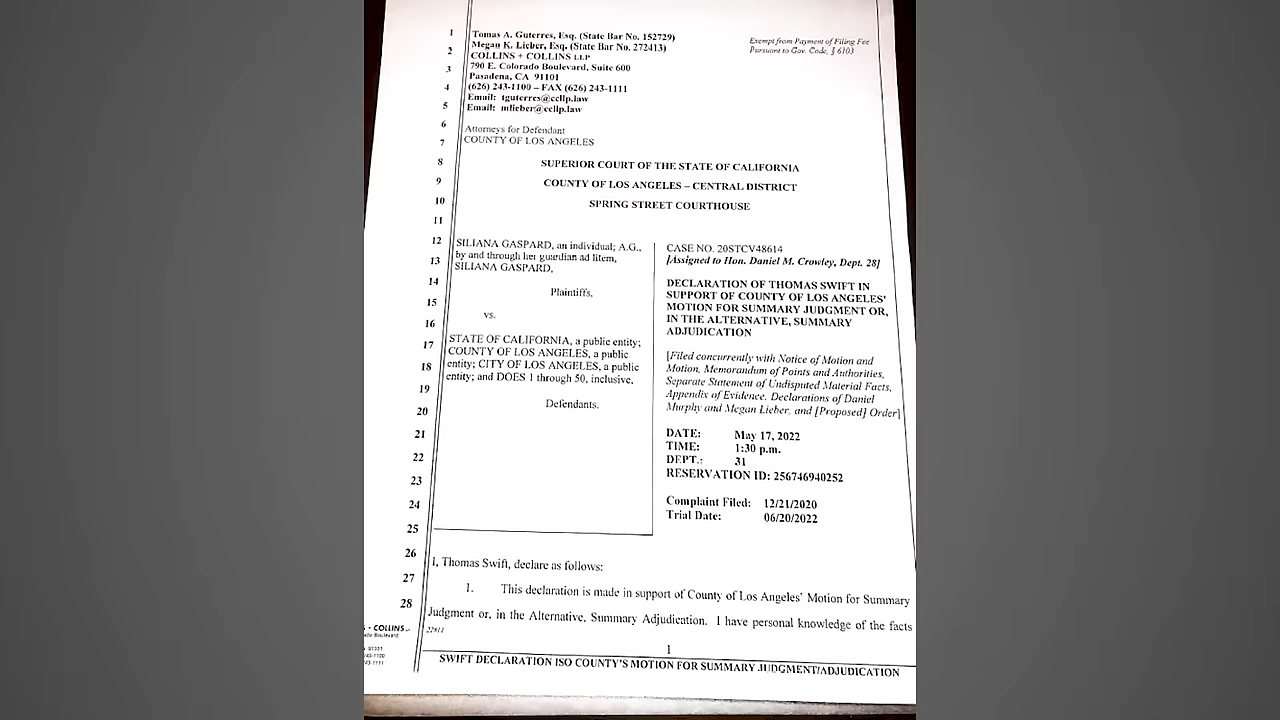 1 Tomas A. Guterres, Esq. (State Bar No. 152729)
Megan K. Lieber, Esq. (State Bar No. 272413)
2 COLLINS + COLLINS LLP
3 790 E. Colorado Boulevard, Suite 600
Pasadena, CA 91101
4 (626) 243-1100 – FAX (626) 243-1111
Email: tguterres@ccllp.law
5 Email: mlieber@ccllp.law
Exempt from Payment of Filing Fee
Pursuant to Gov. Code, § 6103
6 Attorneys for Defendant
7 COUNTY OF LOS ANGELES
8 SUPERIOR COURT OF THE STATE OF CALIFORNIA
9 COUNTY OF LOS ANGELES – CENTRAL DISTRICT
10 SPRING STREET COURTHOUSE
11
12 SILIANA GASPARD, an individual; A.G.,
by and through her guardian ad litem,
13 SILIANA GASPARD,
14 Plaintiffs,
15
vs.
16
17 STATE OF CALIFORNIA, a public entity;
COUNTY OF LOS ANGELES, a public
18 entity; CITY OF LOS ANGELES, a public
entity; and DOES 1 through 50, inclusive,
19
20 Defendants.
21
22
23
24
25
CASE NO. 20STCV48614
[Assigned to Hon. Daniel M. Crowley, Dept. 28]
DECLARATION OF THOMAS SWIFT IN
SUPPORT OF COUNTY OF LOS ANGELES'
MOTION FOR SUMMARY JUDGMENT OR,
IN THE ALTERNATIVE, SUMMARY
ADJUDICATION
[Filed concurrently with Notice of Motion and
Motion, Memorandum of Points and Authorities,
Separate Statement of Undisputed Material Facts,
Appendix of Evidence, Declarations of Daniel
Murphy and Megan Lieber, and [Proposed] Order]
DATE: May 17, 2022
TIME: 1:30 p.m.
DEPT.: 31
RESERVATION ID: 256746940252
Complaint Filed: 12/21/2020
Trial Date: 06/20/2022
26 I, Thomas Swift, declare as follows:
27 1. This declaration is made in support of County of Los Angeles' Motion for Summary
28 Judgment or, in the Alternative, Summary Adjudication. I have personal knowledge of the facts
COLLINS
91101
243-1100
243-1111
1
SWIFT DECLARATION ISO COUNTY'S MOTION FOR SUMMARY JUDGMENT/ADJUDICATION